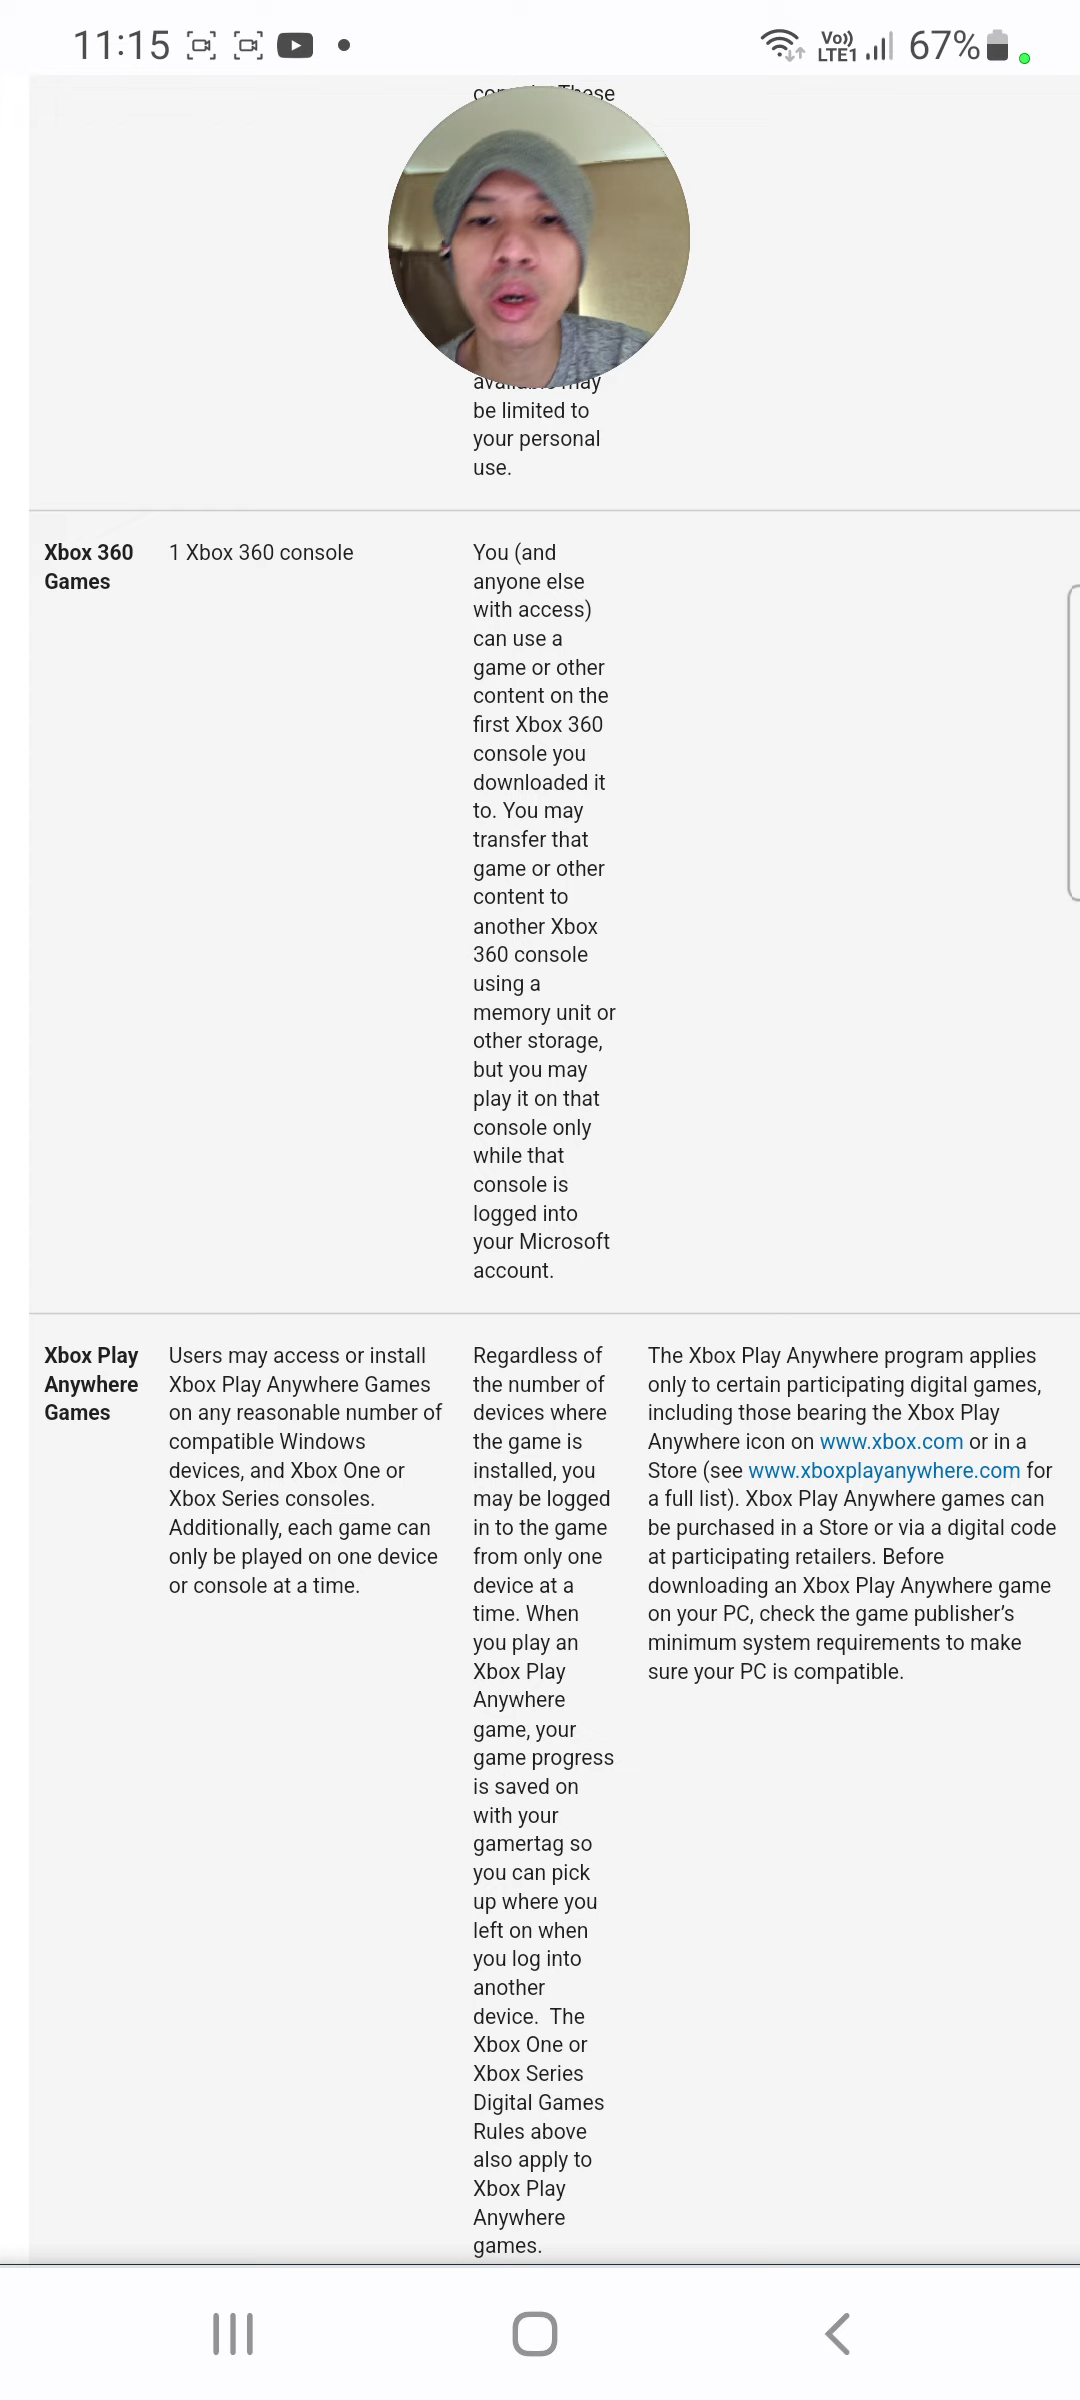 11:15
Vo))
LTE1
67%
be limited to
your personal
use.
Xbox 360
Games
1 Xbox 360 console
You (and
anyone else
with access)
can use a
game or other
content on the
first Xbox 360
console you
downloaded it
to. You may
transfer that
game or other
content to
another Xbox
360 console
using a
memory unit or
other storage,
but you may
play it on that
console only
while that
console is
logged into
your Microsoft
account.
Xbox Play
Anywhere
Games
Users may access or install
Xbox Play Anywhere Games
on any reasonable number of
compatible Windows
devices, and Xbox One or
Xbox Series consoles.
Additionally, each game can
only be played on one device
or console at a time.
Regardless of
the number of
devices where
the game is
installed, you
may be logged
in to the game
from only one
device at a
time. When
you play an
Xbox Play
Anywhere
game, your
game progress
is saved on
with your
gamertag so
you can pick
up where you
left on when
you log into
another
device.  The
Xbox One or
Xbox Series
Digital Games
Rules above
also apply to
Xbox Play
Anywhere
games.
The Xbox Play Anywhere program applies
only to certain participating digital games,
including those bearing the Xbox Play
Anywhere icon on www.xbox.com or in a
Store (see www.xboxplayanywhere.com for
a full list). Xbox Play Anywhere games can
be purchased in a Store or via a digital code
at participating retailers. Before
downloading an Xbox Play Anywhere game
on your PC, check the game publisher’s
minimum system requirements to make
sure your PC is compatible.